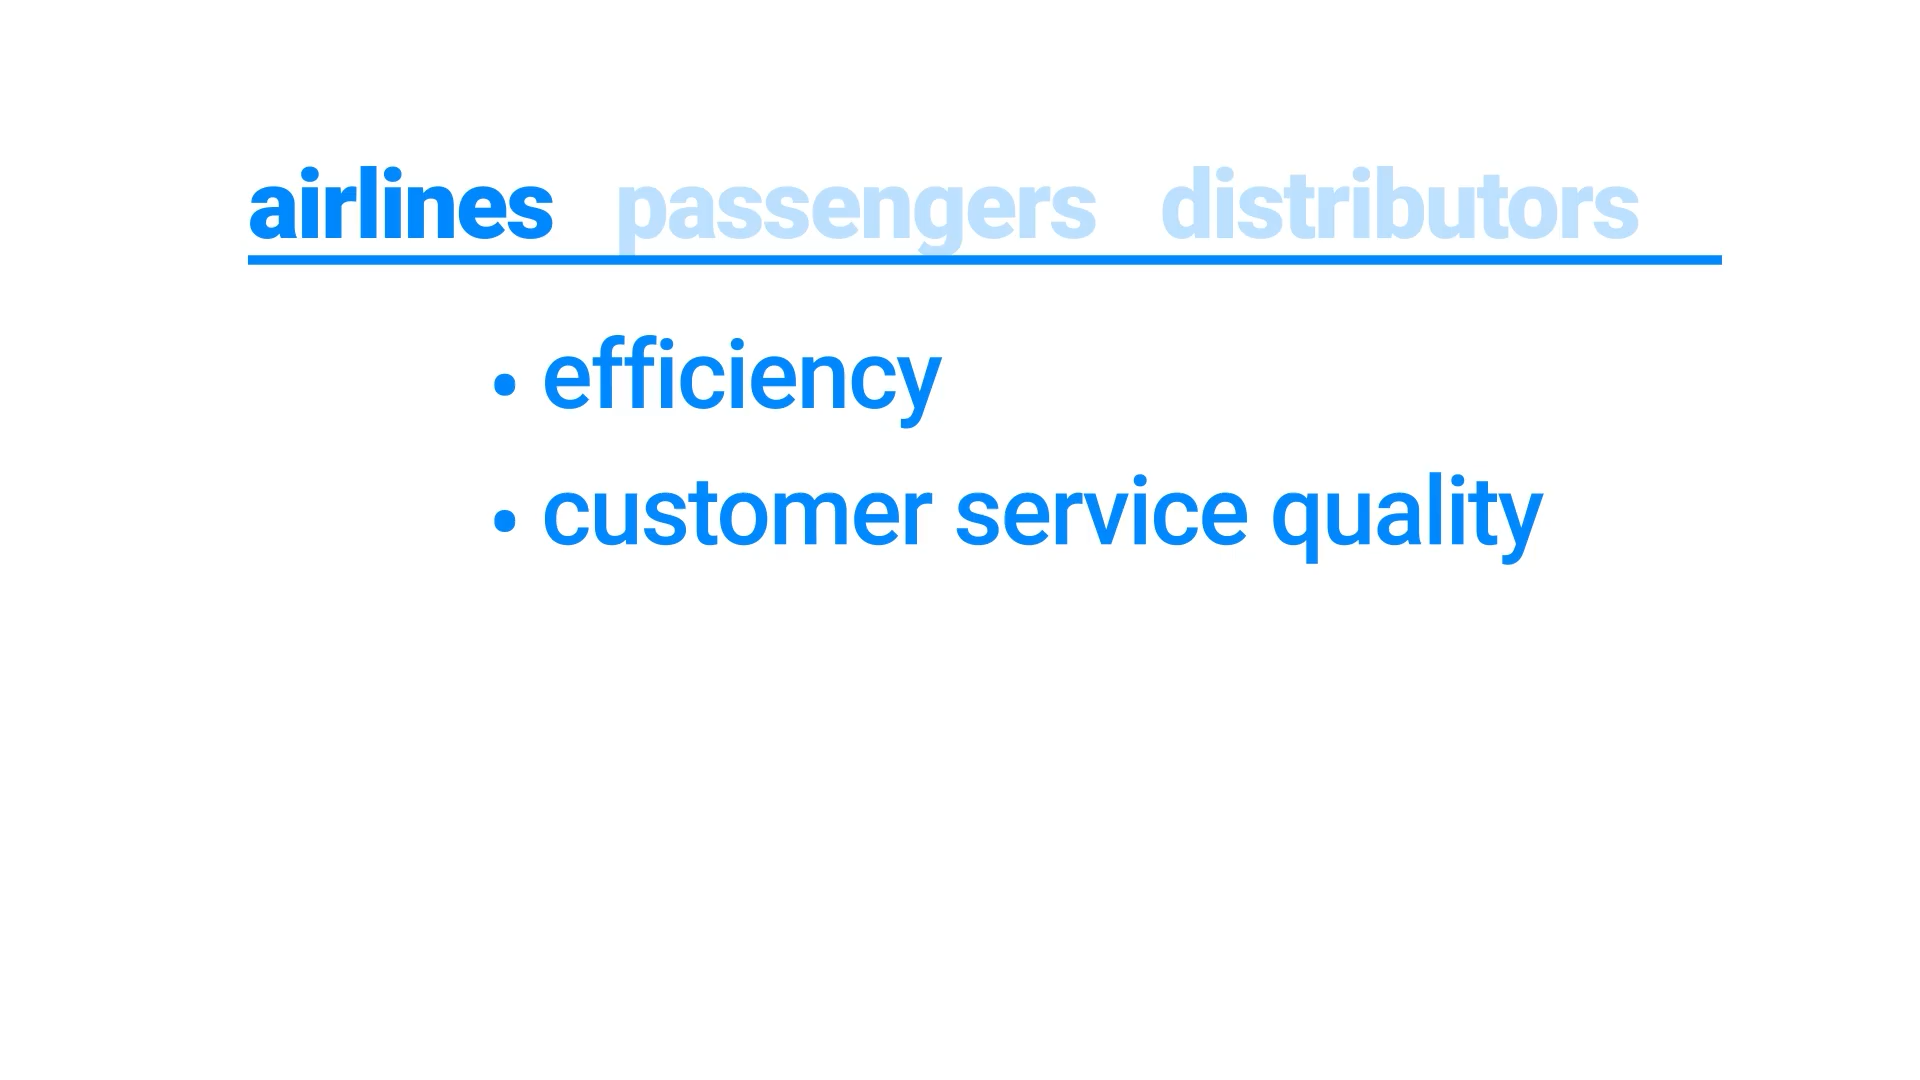 airlines passengers distributors
• efficiency
• customer service quality